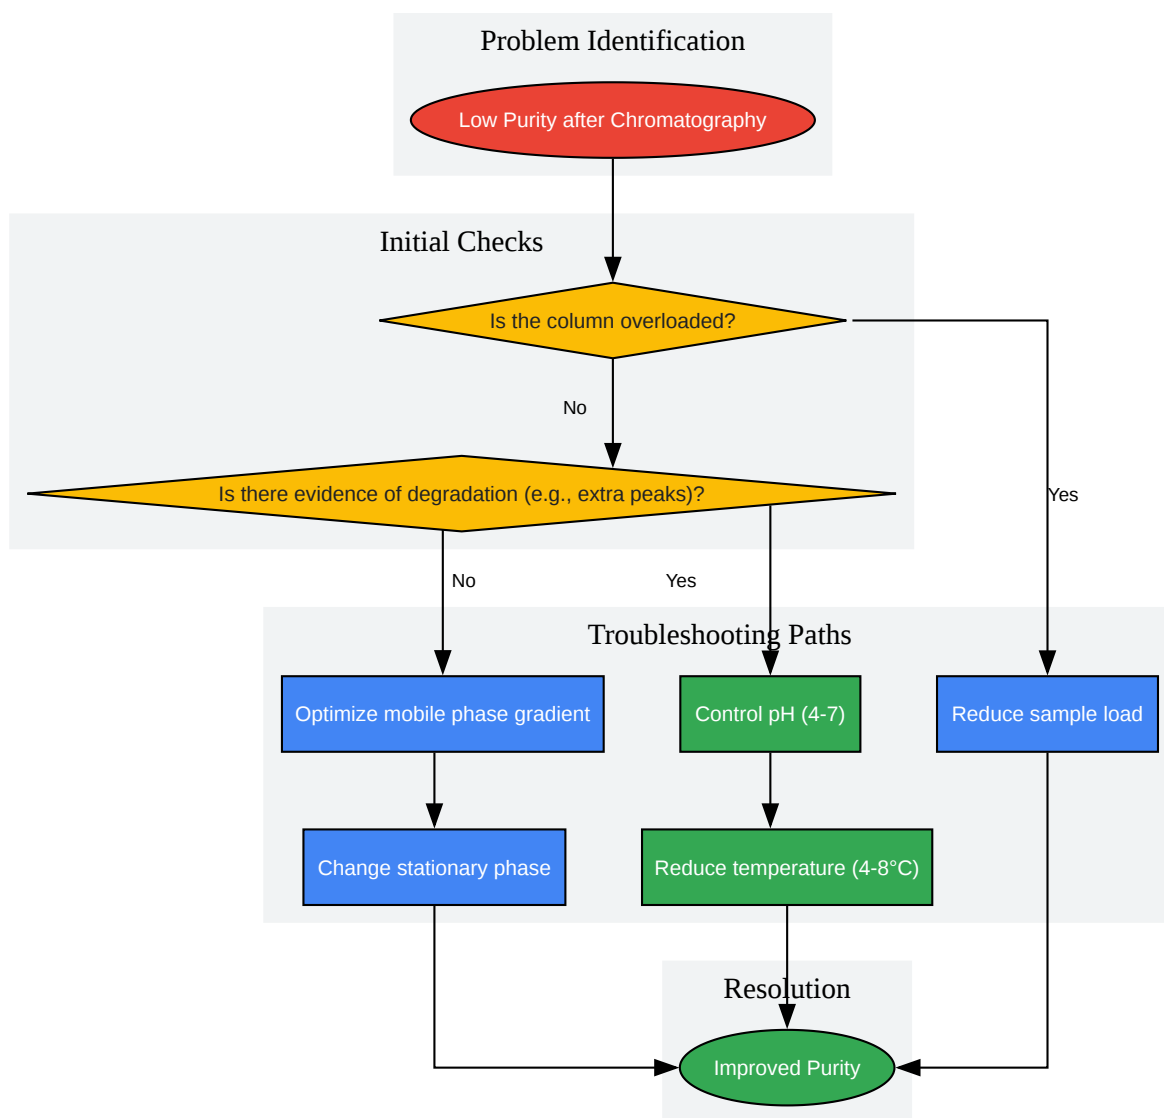 Problem Identification
Low Purity after Chromatography
Initial Checks
Is the column overloaded?
No
Is there evidence of degradation (e.g., extra peaks)?
Yes
No
Yes
Troubleshooting Paths
Optimize mobile phase gradient
Control pH (4-7)
Reduce sample load
Change stationary phase
Reduce temperature (4-8°C)
Resolution
Improved Purity